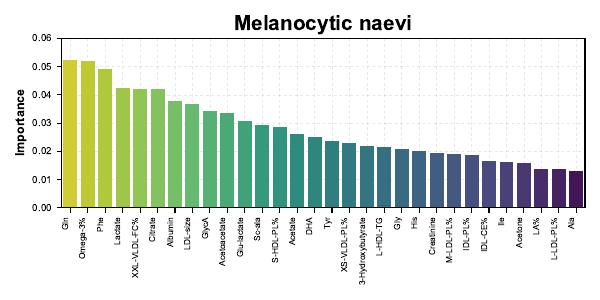 Melanocytic naevi
Importance
0.06
0.05
0.04
0.03
0.02
0.01
0.00
Gln
Omega-3%
Phe
Lactate
XXL-VLDL-FC%
Citrate
Albumin
LDL-size
GlycA
Acetoacetate
Glu-lactate
Sc-ala
S-HDL-PL%
Acetate
DHA
Tyr
XS-VLDL-PL%
3-Hydroxybutyrate
L-HDL-TG
Gly
His
Creatinine
M-LDL-PL%
IDL-PL%
IDL-CE%
Ile
Acetone
LA%
L-LDL-PL%
Ala